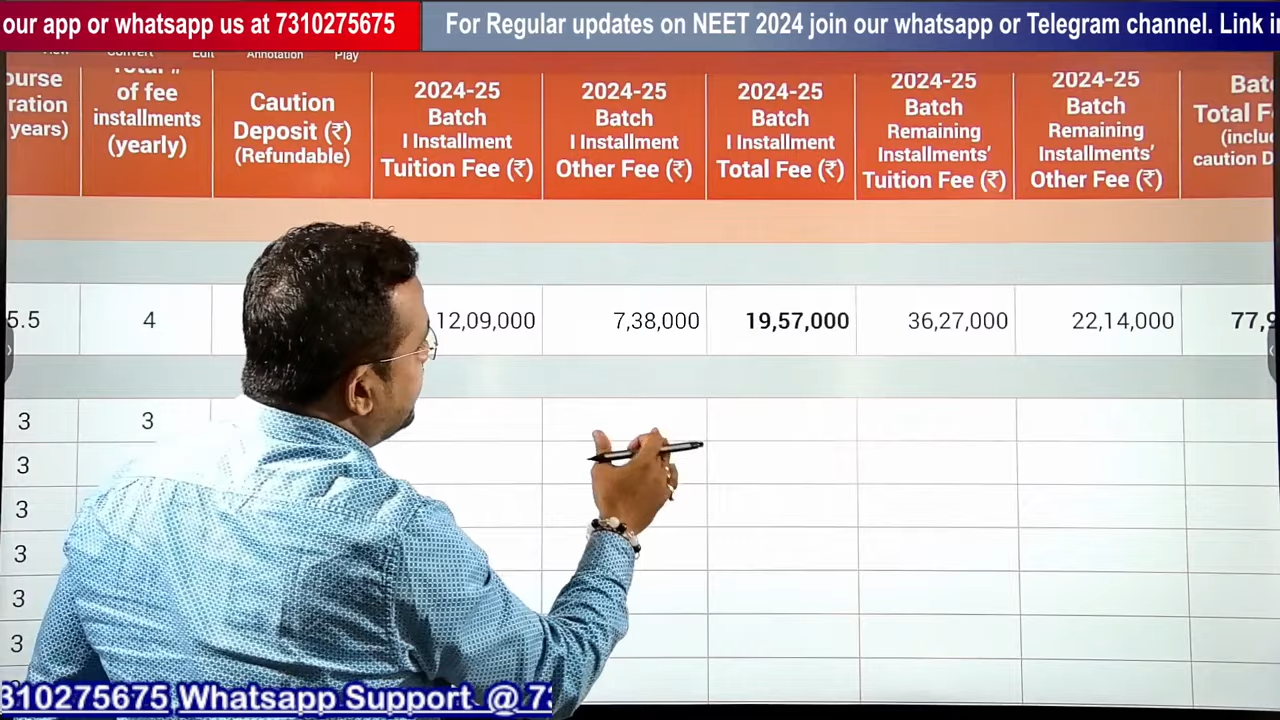 our app or whatsapp us at 7310275675
For Regular updates on NEET 2024 join our whatsapp or Telegram channel. Link i
Convert Edit Annotation Play
ourse
ration
years)
Total #
of fee
installments
(yearly)
Caution
Deposit (₹)
(Refundable)
2024-25
Batch
I Installment
Tuition Fee (₹)
2024-25
Batch
I Installment
Other Fee (₹)
2024-25
Batch
I Installment
Total Fee (₹)
2024-25
Batch
Remaining
Installments'
Tuition Fee (₹)
2024-25
Batch
Remaining
Installments'
Other Fee (₹)
Batc
Total F
(includ
caution D
5.5 4 12,09,000 7,38,000 19,57,000 36,27,000 22,14,000 77,9
3 3
3
3
3
3
3
310275675 Whatsapp Support @ 73